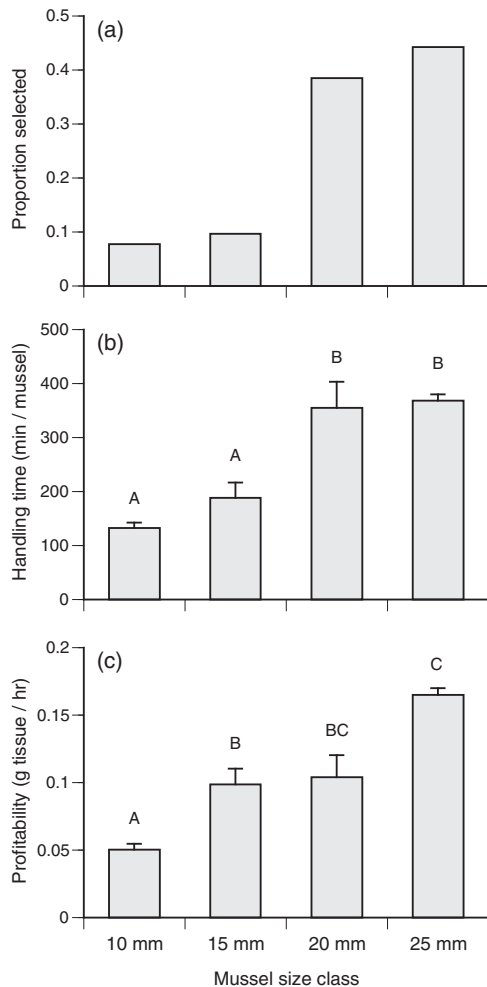 (a)
Proportion selected
0.5
0.4
0.3
0.2
0.1
0
(b)
Handling time (min / mussel)
500
400
300
200
100
0
A
A
B
B
(c)
Profitability (g tissue / hr)
0.2
0.15
0.1
0.05
0
A
B
BC
C
10 mm 15 mm 20 mm 25 mm
Mussel size class